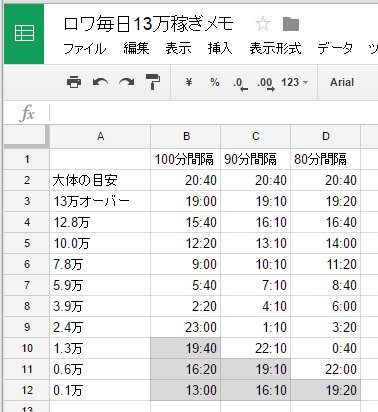 ロワ毎日13万稼ぎメモ
ファイル 編集 表示 挿入 表示形式 データ
¥ % .0 .00 123 Arial
fx
A B C D
1 100分間隔 90分間隔 80分間隔
2 大体の目安 20:40 20:40 20:40
3 13万オーバー 19:00 19:10 19:20
4 12.8万 15:40 16:10 16:40
5 10.0万 12:20 13:10 14:00
6 7.8万 9:00 10:10 11:20
7 5.9万 5:40 7:10 8:40
8 3.9万 2:20 4:10 6:00
9 2.4万 23:00 1:10 3:20
10 1.3万 19:40 22:10 0:40
11 0.6万 16:20 19:10 22:00
12 0.1万 13:00 16:10 19:20